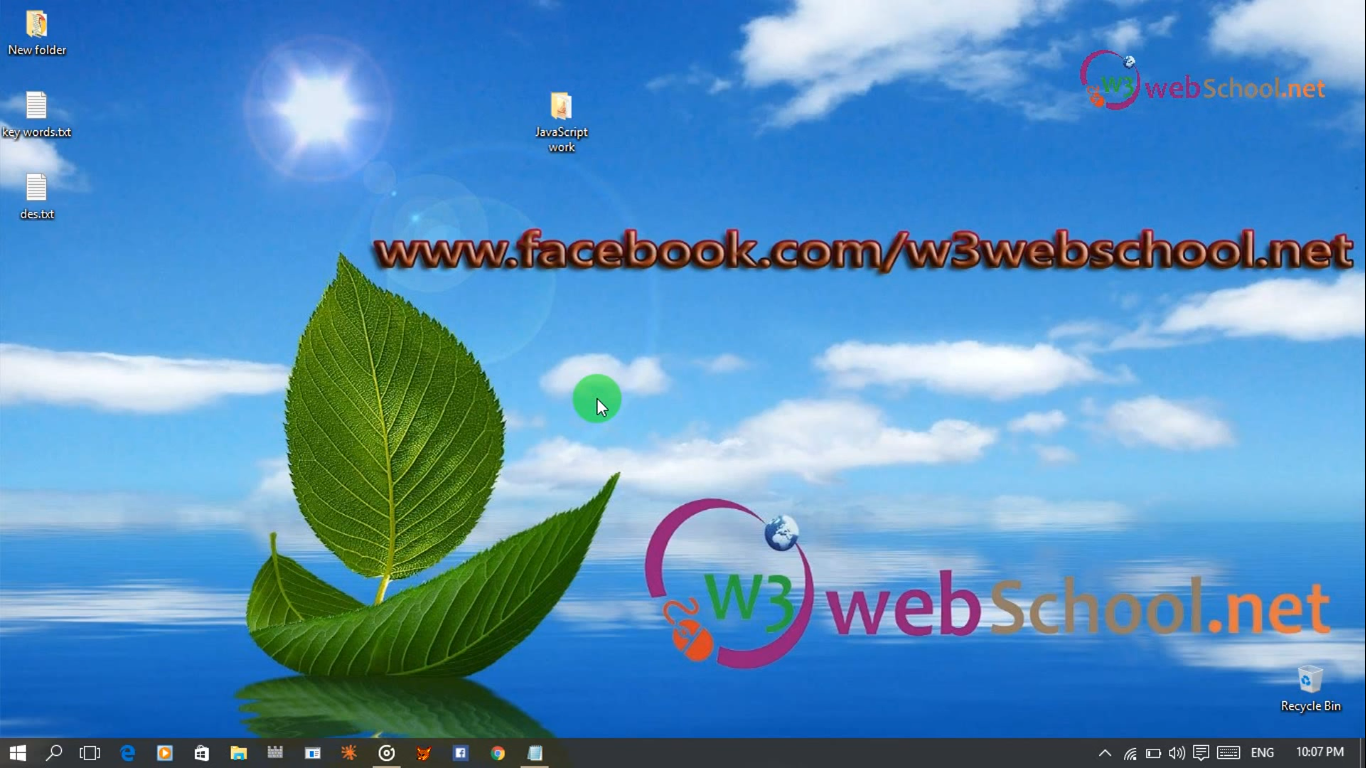 New folder
key words.txt
des.txt
JavaScript
work
W3 webSchool.net
www.facebook.com/w3webschool.net
W3 webSchool.net
Recycle Bin
ENG
10:07 PM